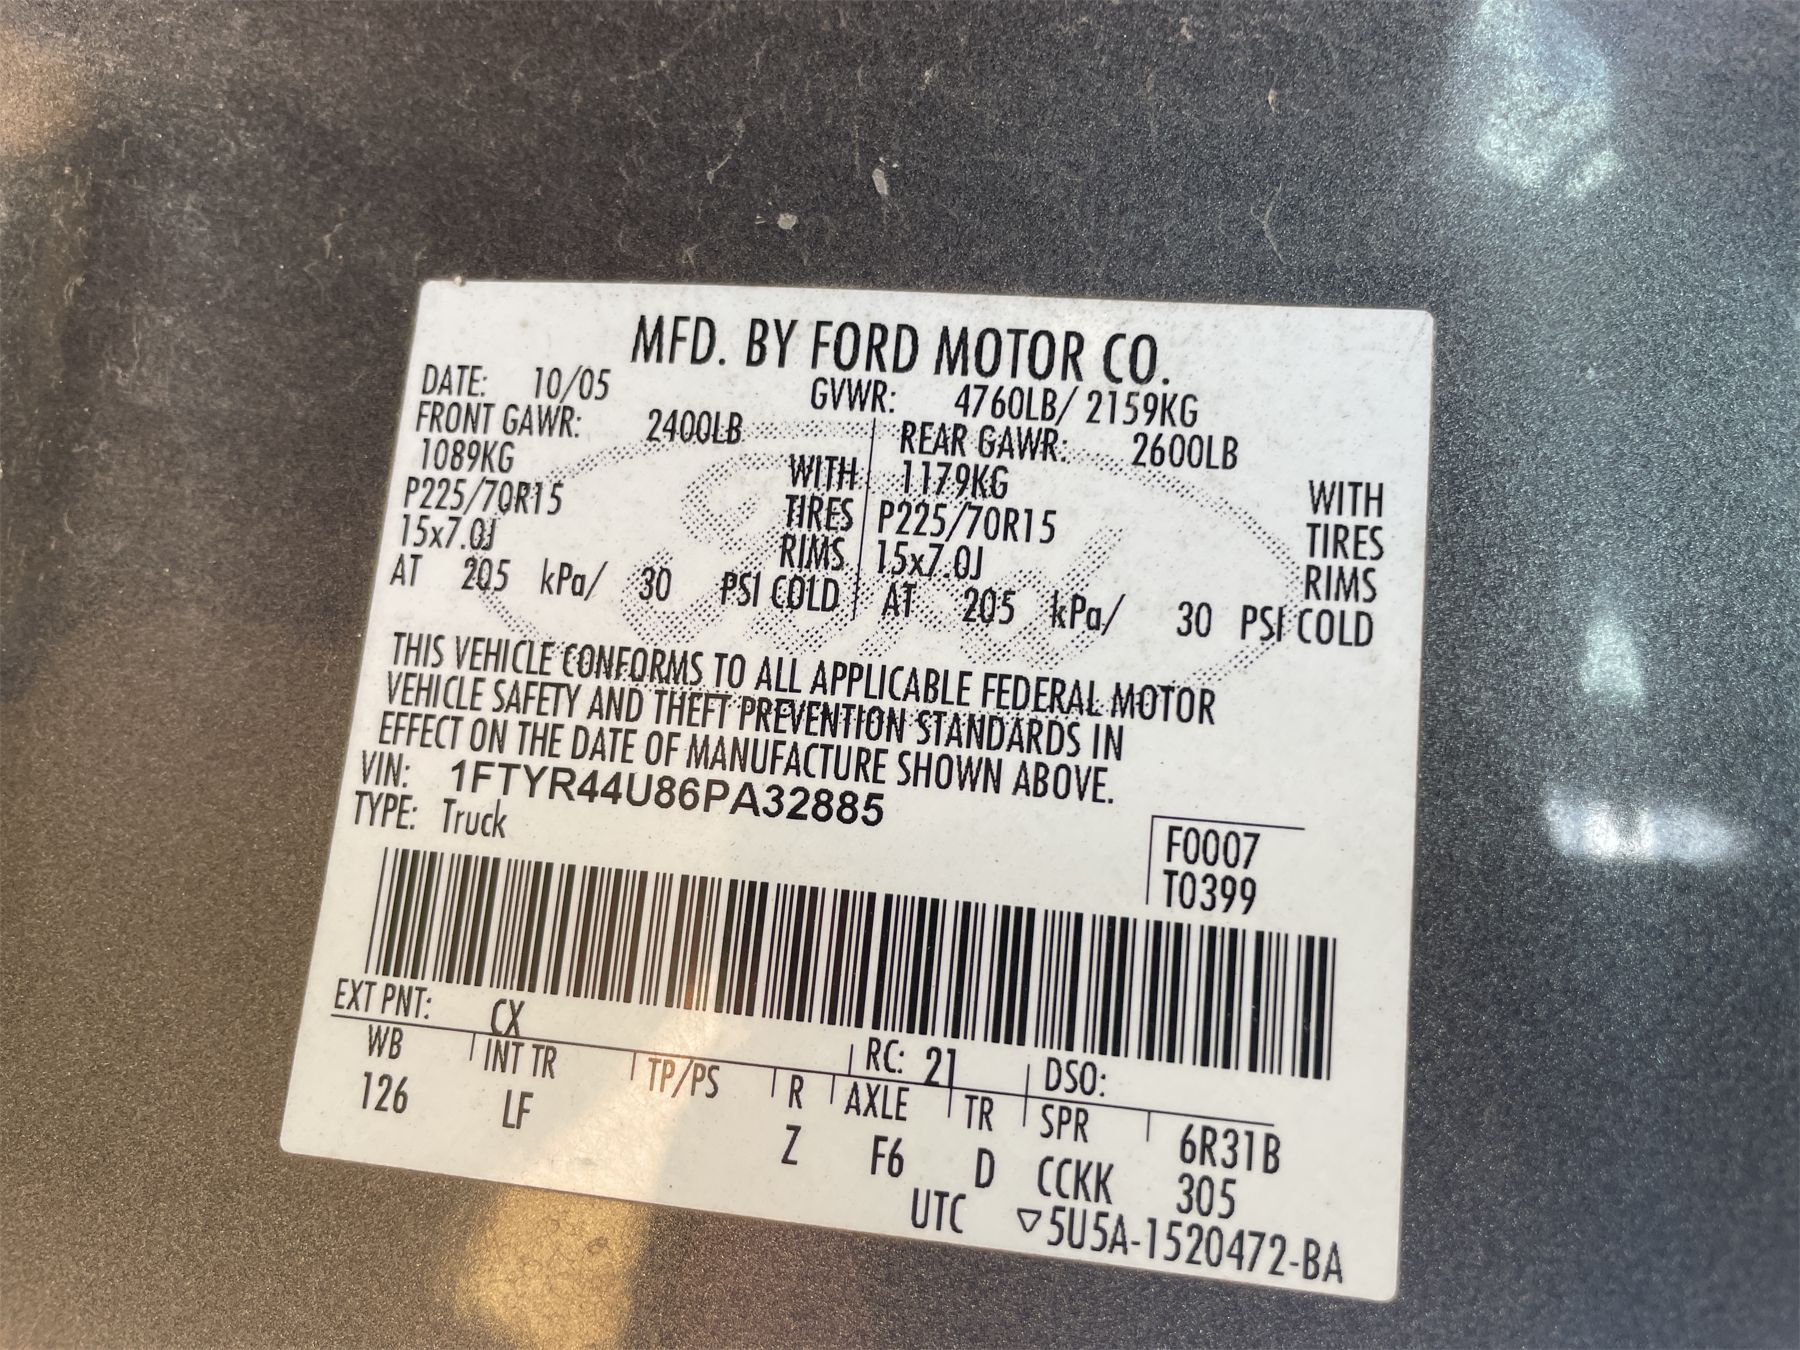 MFD. BY FORD MOTOR CO.
DATE: 10/05 GVWR: 4760LB/ 2159KG
FRONT GAWR: 2400LB REAR GAWR: 2600LB
1089KG WITH 1179KG WITH
P225/70R15 TIRES P225/70R15 TIRES
15x7.0J RIMS 15x7.0J RIMS
AT 205 kPa/ 30 PSI COLD AT 205 kPa/ 30 PSI COLD
THIS VEHICLE CONFORMS TO ALL APPLICABLE FEDERAL MOTOR
VEHICLE SAFETY AND THEFT PREVENTION STANDARDS IN
EFFECT ON THE DATE OF MANUFACTURE SHOWN ABOVE.
VIN: 1FTYR44U86PA32885
TYPE: Truck
F0007
T0399
EXT PNT: CX RC: 21 DSO:
WB INT TR TP/PS R AXLE TR SPR 6R31B
126 LF Z F6 D CCKK 305
UTC ▽5U5A-1520472-BA